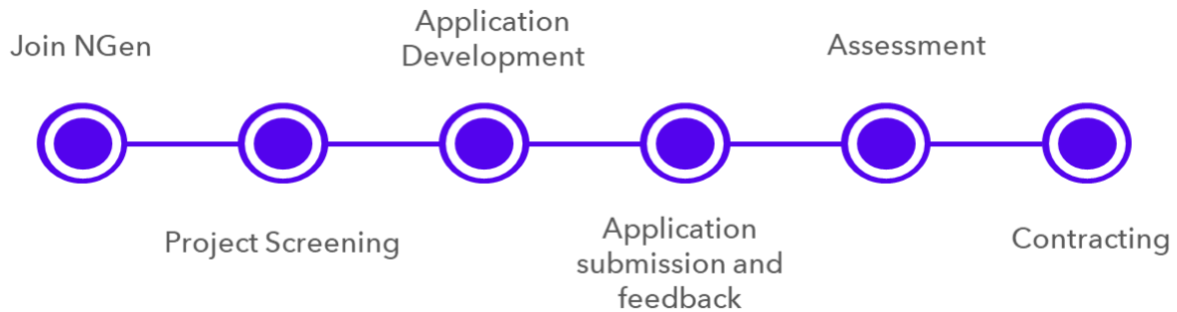 Join NGen
Project Screening
Application
Development
Application
submission and
feedback
Assessment
Contracting